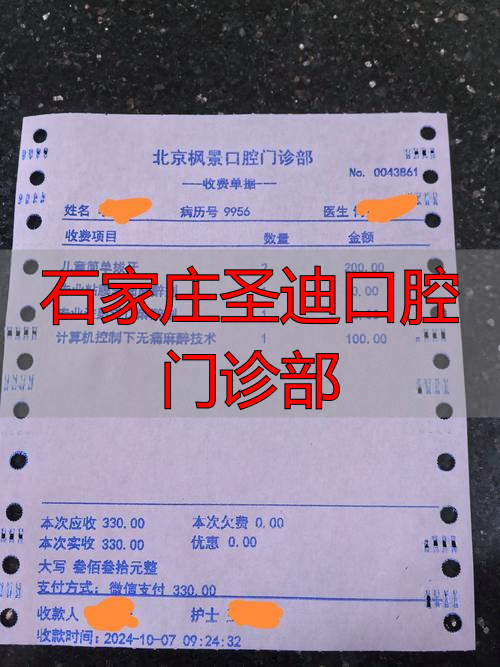 北京枫景口腔门诊部
No. 0043861
---收费单据---
姓名 病历号 9956 医生
收费项目 数量 金额
儿童简单拔牙 2 200.00
石家庄圣迪口腔
门诊部
计算机控制下无痛麻醉技术 1 100.00
本次应收 330.00 本次欠费 0.00
本次实收 330.00 优惠 0.00
大写 叁佰叁拾元整
支付方式: 微信支付 330.00
收款人 护士
收款时间: 2024-10-07 09:24:32